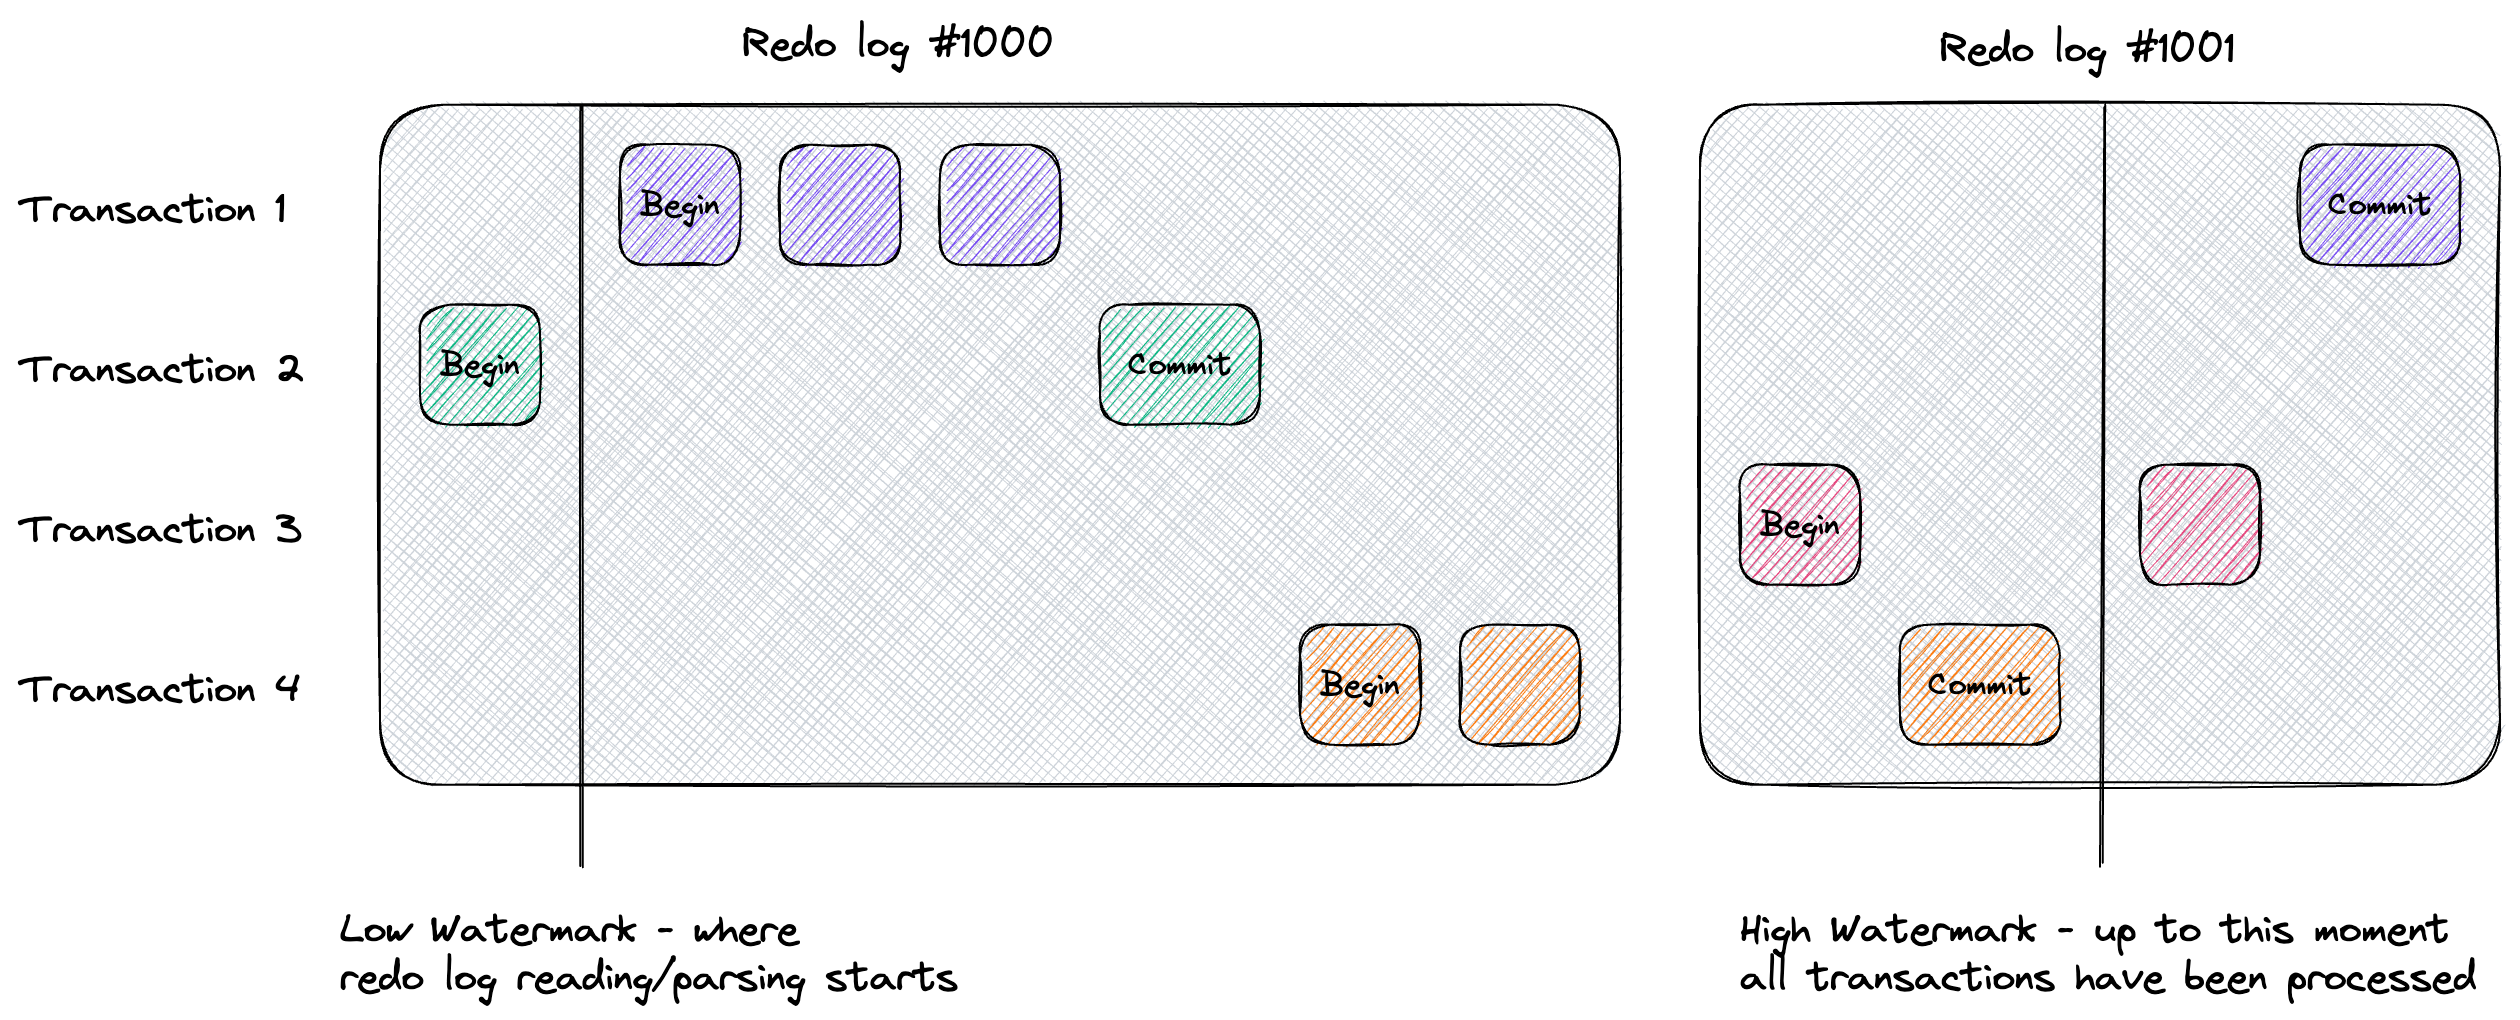 Redo log #1000
Redo log #1001
Transaction 1
Begin
Commit
Transaction 2
Begin
Commit
Transaction 3
Begin
Transaction 4
Begin
Commit
Low Watermark - where
redo log reading/parsing starts
High Watermark - up to this moment
all transactions have been processed